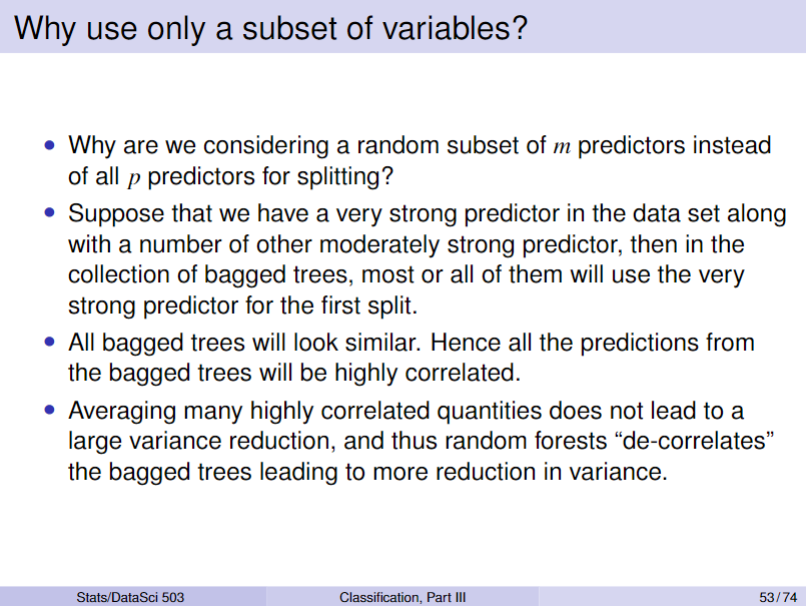 Why use only a subset of variables?
• Why are we considering a random subset of m predictors instead
of all p predictors for splitting?
• Suppose that we have a very strong predictor in the data set along
with a number of other moderately strong predictor, then in the
collection of bagged trees, most or all of them will use the very
strong predictor for the first split.
• All bagged trees will look similar. Hence all the predictions from
the bagged trees will be highly correlated.
• Averaging many highly correlated quantities does not lead to a
large variance reduction, and thus random forests “de-correlates”
the bagged trees leading to more reduction in variance.
Stats/DataSci 503 Classification, Part III 53/74